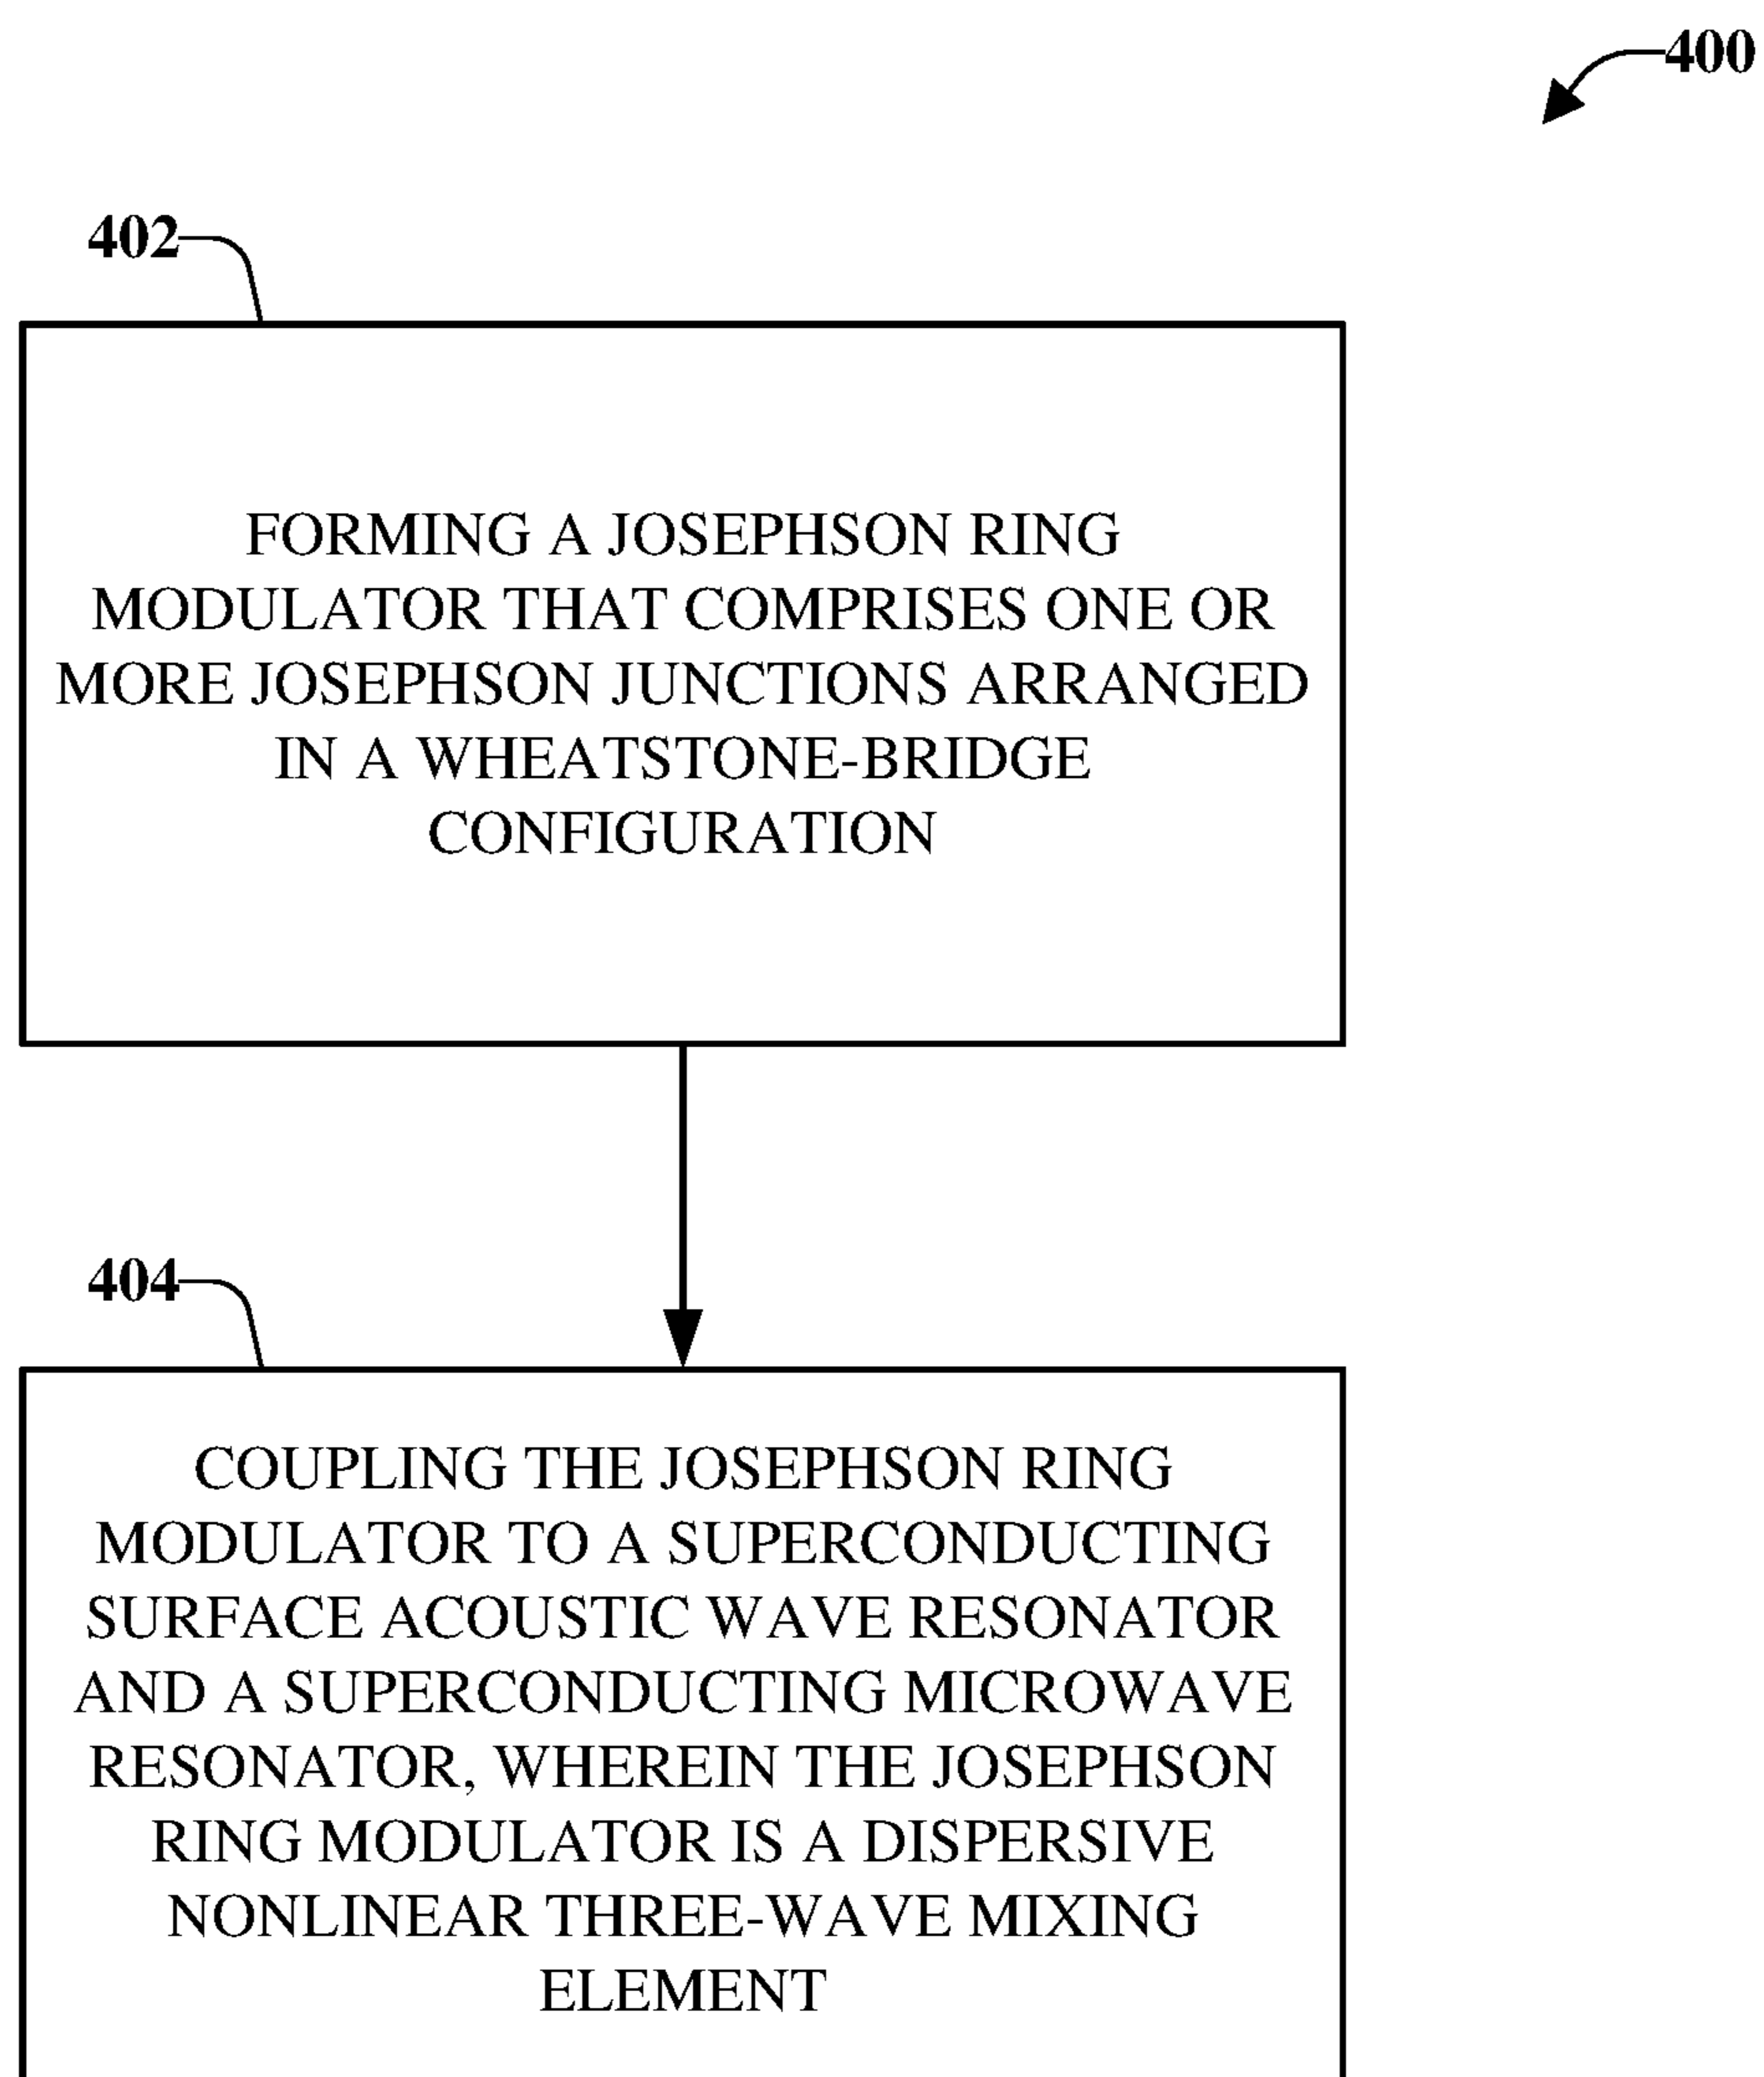 400
402
FORMING A JOSEPHSON RING
MODULATOR THAT COMPRISES ONE OR
MORE JOSEPHSON JUNCTIONS ARRANGED
IN A WHEATSTONE-BRIDGE
CONFIGURATION
404
COUPLING THE JOSEPHSON RING
MODULATOR TO A SUPERCONDUCTING
SURFACE ACOUSTIC WAVE RESONATOR
AND A SUPERCONDUCTING MICROWAVE
RESONATOR, WHEREIN THE JOSEPHSON
RING MODULATOR IS A DISPERSIVE
NONLINEAR THREE-WAVE MIXING
ELEMENT